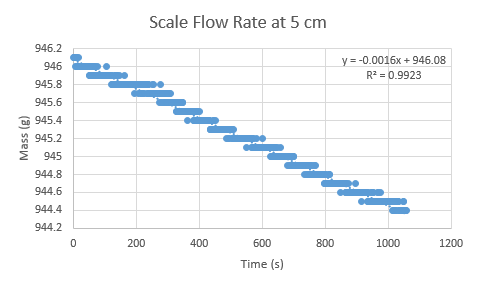 Scale Flow Rate at 5 cm
y = -0.0016x + 946.08
R² = 0.9923
Mass (g)
946.2
946
945.8
945.6
945.4
945.2
945
944.8
944.6
944.4
944.2
0 200 400 600 800 1000 1200
Time (s)